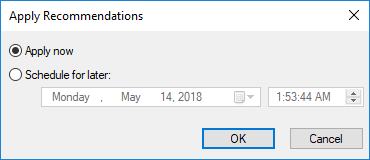 Apply Recommendations
Apply now
Schedule for later:
Monday , May 14, 2018 1:53:44 AM
OK Cancel